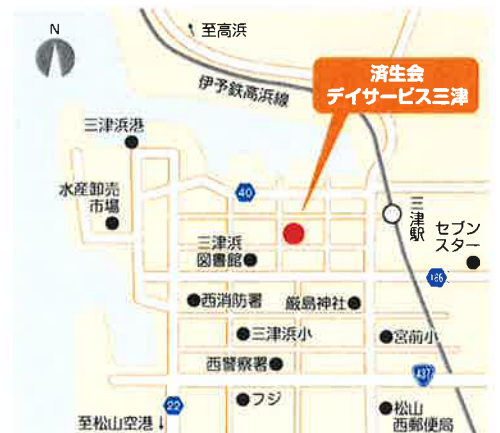 N
至高浜
伊予鉄高浜線
済生会
デイサービス三津
三津浜港
水産卸売
市場
40
三津駅
セブン
スター
三津浜
図書館
西消防署
厳島神社
三津浜小
宮前小
西警察署
437
22
フジ
至松山空港↓
松山
西郵便局